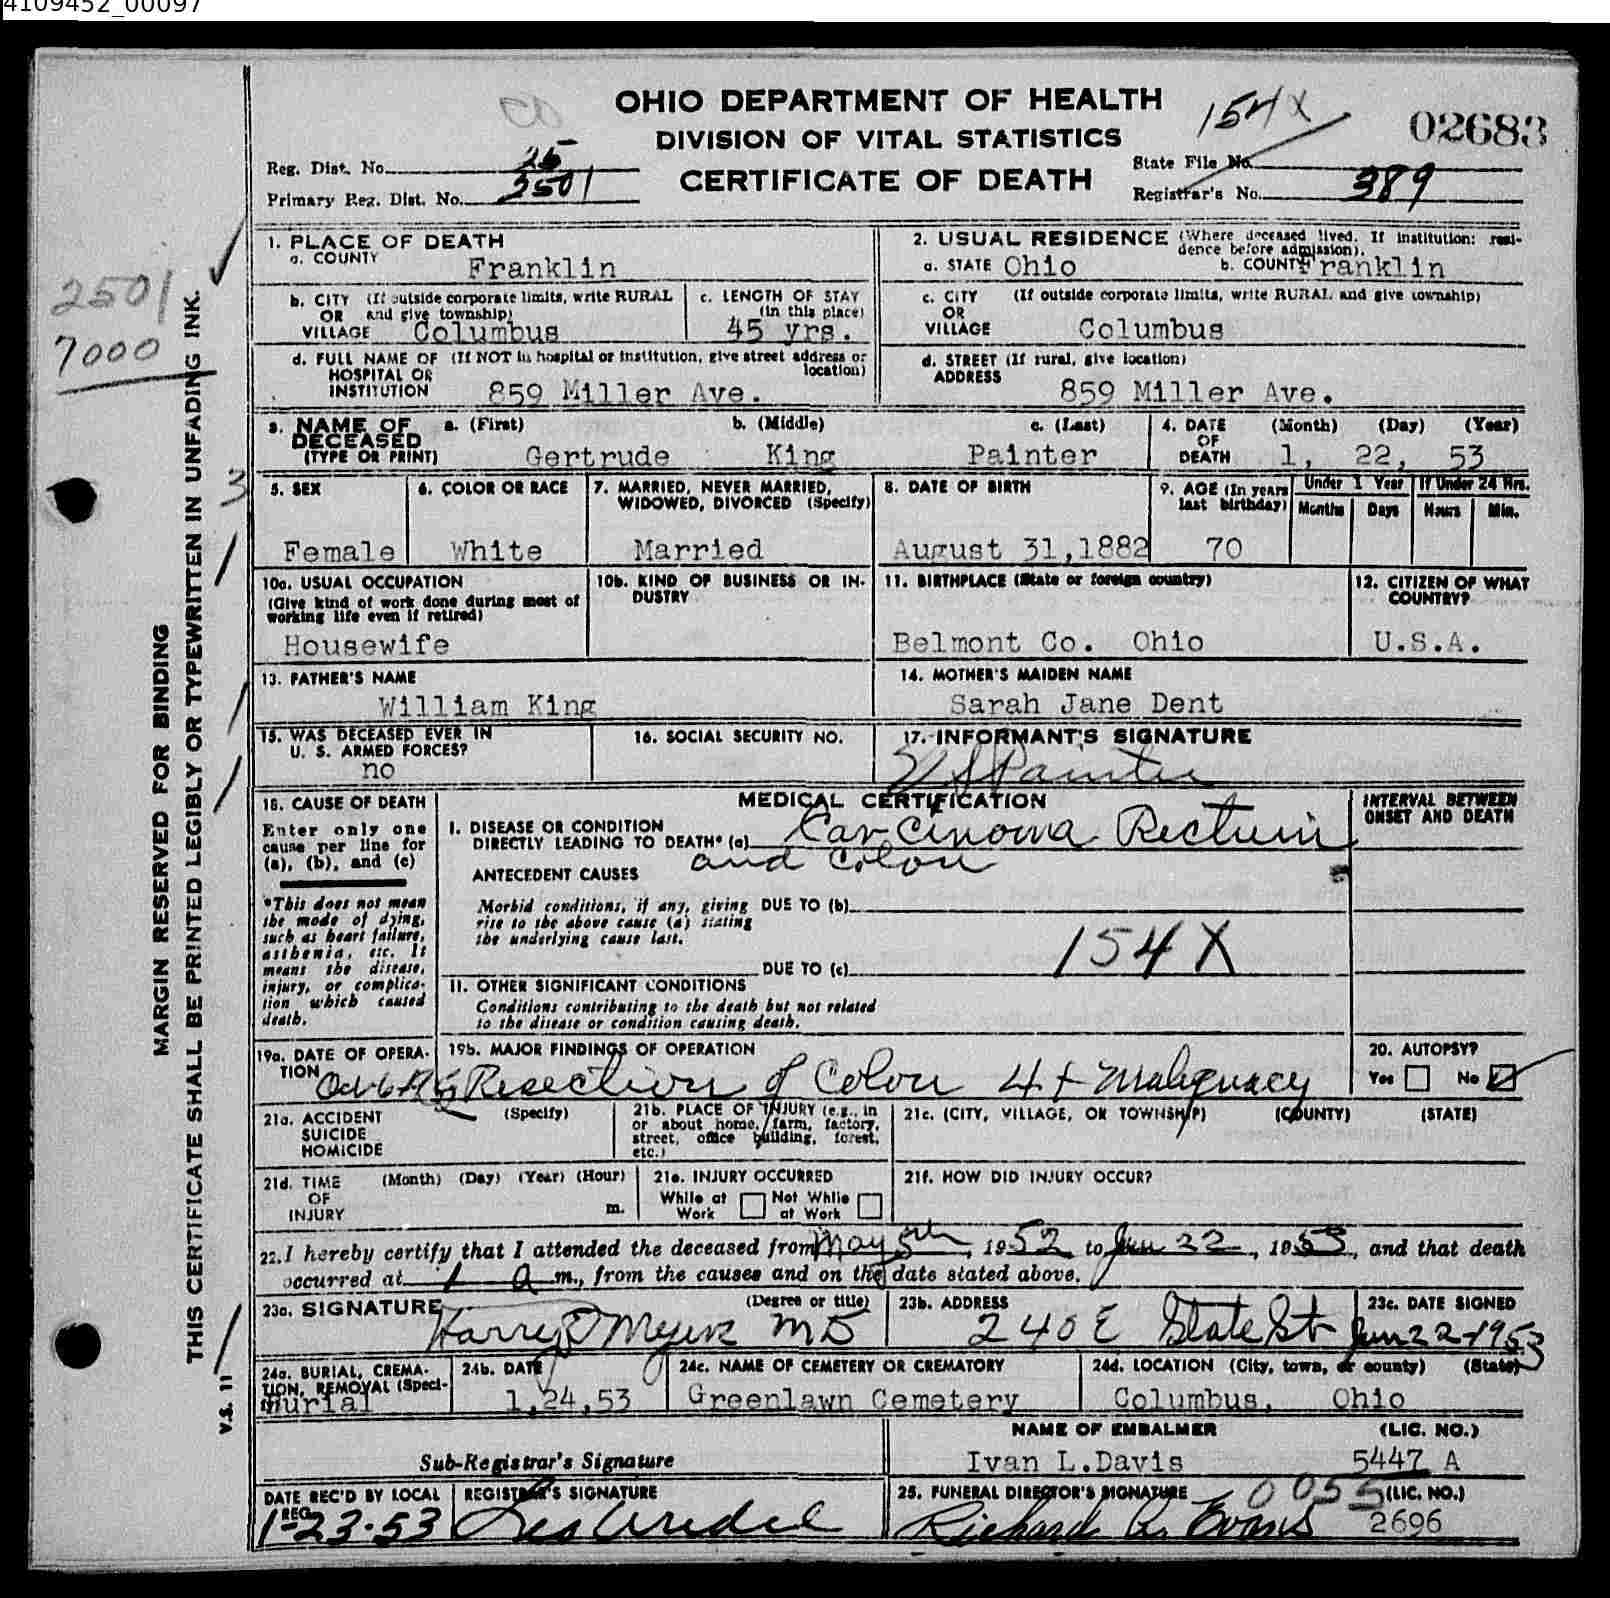 4109452_00097
OHIO DEPARTMENT OF HEALTH
DIVISION OF VITAL STATISTICS
CERTIFICATE OF DEATH
154X
02683
Reg. Dist. No. 25
Primary Reg. Dist. No. 2501
State File No.
Registrar's No. 389
2501
7000
MARGIN RESERVED FOR BINDING
THIS CERTIFICATE SHALL BE PRINTED LEGIBLY OR TYPEWRITTEN IN UNFADING INK.
V.S. 11
3
1. PLACE OF DEATH
a. COUNTY Franklin
2. USUAL RESIDENCE (Where deceased lived. If institution: resi-
dence before admission).
a. STATE Ohio b. COUNTY Franklin
b. CITY (If outside corporate limits, write RURAL
OR and give township)
VILLAGE Columbus
c. LENGTH OF STAY
(in this place)
45 yrs.
c. CITY (If outside corporate limits, write RURAL and give township)
OR
VILLAGE Columbus
d. FULL NAME OF (If NOT in hospital or institution, give street address or
HOSPITAL OR location)
INSTITUTION 859 Miller Ave.
d. STREET (If rural, give location)
ADDRESS
859 Miller Ave.
3. NAME OF a. (First) b. (Middle) c. (Last)
DECEASED
(TYPE OR PRINT) Gertrude King Painter
4. DATE (Month) (Day) (Year)
OF
DEATH 1, 22, 53
5. SEX
Female
6. COLOR OR RACE
White
7. MARRIED, NEVER MARRIED,
WIDOWED, DIVORCED (Specify)
Married
8. DATE OF BIRTH
August 31,1882
9. AGE (In years
last birthday)
70
Under 1 Year
Months Days
If Under 24 Hrs.
Hours Min.
10a. USUAL OCCUPATION
(Give kind of work done during most of
working life even if retired)
Housewife
10b. KIND OF BUSINESS OR IN-
DUSTRY
11. BIRTHPLACE (State or foreign country)
Belmont Co. Ohio
12. CITIZEN OF WHAT
COUNTRY?
U.S.A.
13. FATHER'S NAME
William King
14. MOTHER'S MAIDEN NAME
Sarah Jane Dent
15. WAS DECEASED EVER IN
U. S. ARMED FORCES?
no
16. SOCIAL SECURITY NO.
17. INFORMANT'S SIGNATURE
Painter
18. CAUSE OF DEATH
Enter only one
cause per line for
(a), (b), and (c)
*This does not mean
the mode of dying,
such as heart failure,
asthenia, etc. It
means the disease,
injury, or complica-
tion which caused
death.
MEDICAL CERTIFICATION
INTERVAL BETWEEN
ONSET AND DEATH
I. DISEASE OR CONDITION
DIRECTLY LEADING TO DEATH* (a) Carcinoma Rectum
and Colon
ANTECEDENT CAUSES
Morbid conditions, if any, giving DUE TO (b)
rise to the above cause (a) stating
the underlying cause last.
DUE TO (c)
154X
II. OTHER SIGNIFICANT CONDITIONS
Conditions contributing to the death but not related
to the disease or condition causing death.
19a. DATE OF OPERA-
TION
19b. MAJOR FINDINGS OF OPERATION
Resection of Colon 4+ Malignacy
20. AUTOPSY?
Yes No
21a. ACCIDENT (Specify)
SUICIDE
HOMICIDE
21b. PLACE OF INJURY (e.g., in
or about home, farm, factory,
street, office building, forest,
etc.)
21c. (CITY, VILLAGE, OR TOWNSHIP) (COUNTY) (STATE)
21d. TIME (Month) (Day) (Year) (Hour)
OF
INJURY m.
21e. INJURY OCCURRED
While at Work Not While at Work
21f. HOW DID INJURY OCCUR?
22. I hereby certify that I attended the deceased from May 5th, 1952 to Jan 22, 1953, and that death
occurred at 1 a m., from the causes and on the date stated above.
23a. SIGNATURE (Degree or title)
Harry Meyer MD
23b. ADDRESS
240 E State St
23c. DATE SIGNED
Jan 22-1953
24a. BURIAL, CREMA-
TION, REMOVAL (Speci-
Burial
24b. DATE
1,24,53
24c. NAME OF CEMETERY OR CREMATORY
Greenlawn Cemetery
24d. LOCATION (City, town, or county) (State)
Columbus, Ohio
Sub-Registrar's Signature
NAME OF EMBALMER (LIC. NO.)
Ivan L.Davis 5447 A
DATE REC'D BY LOCAL
REG.
1-23-53
REGISTRAR'S SIGNATURE
25. FUNERAL DIRECTOR'S SIGNATURE (LIC. NO.)
0055
Richard R. Evans 2696